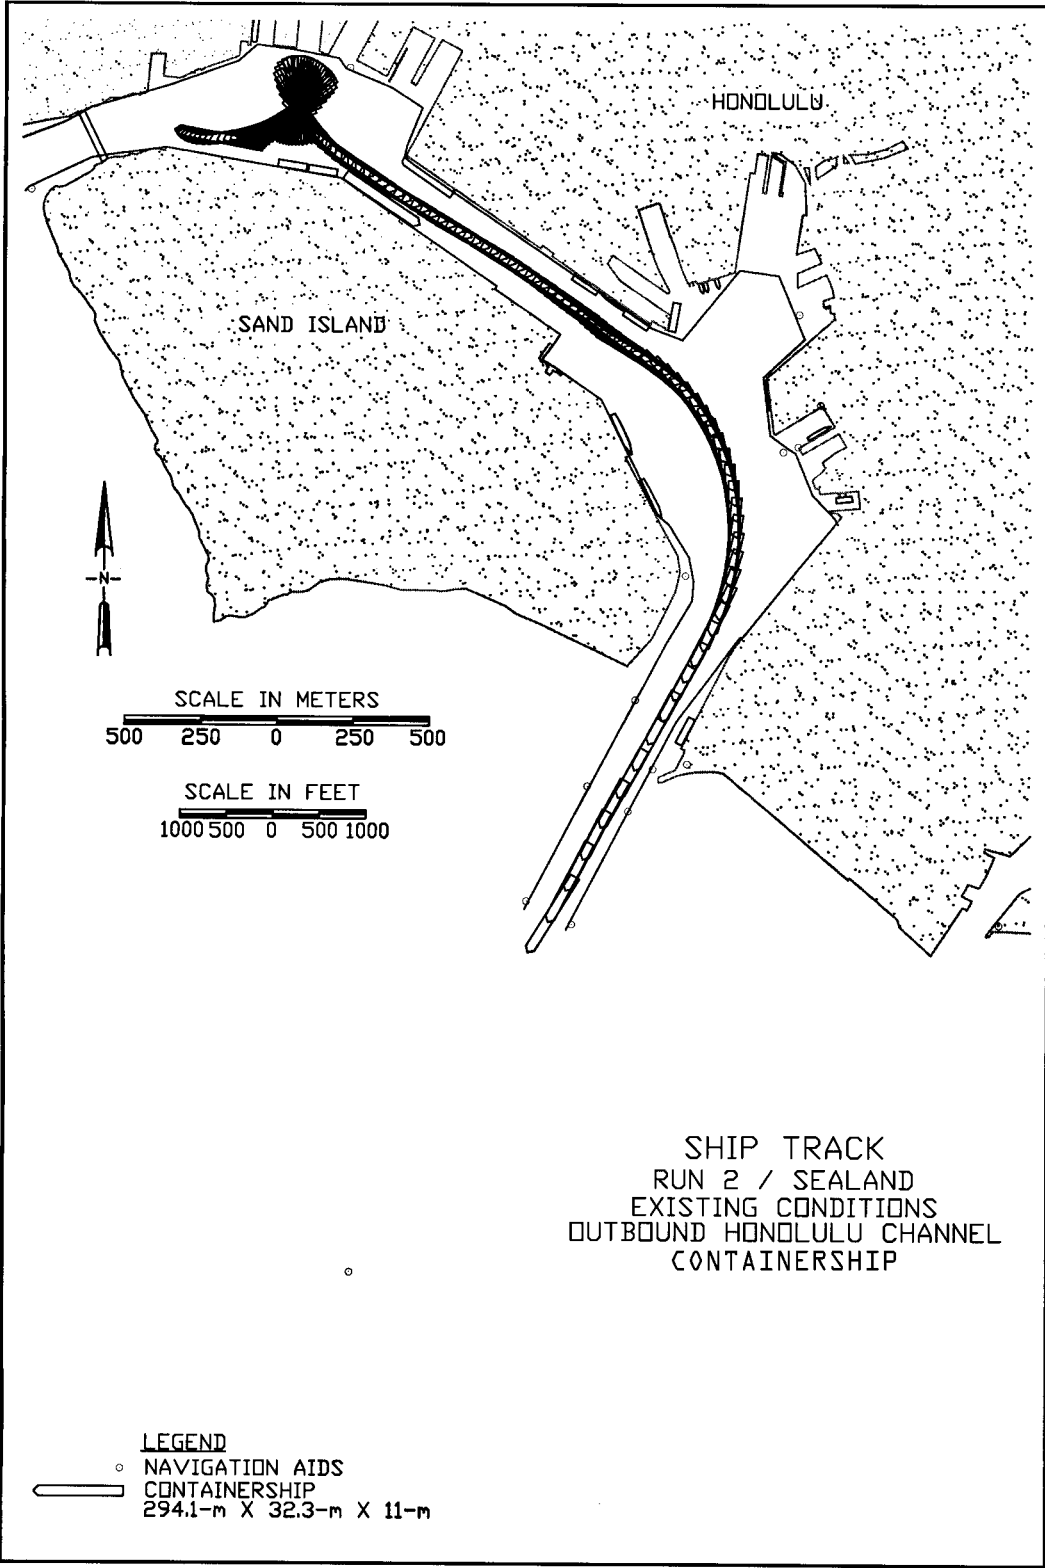 HONOLULU
SAND ISLAND
-N-
SCALE IN METERS
500 250 0 250 500
SCALE IN FEET
1000 500 0 500 1000
SHIP TRACK
RUN 2 / SEALAND
EXISTING CONDITIONS
OUTBOUND HONOLULU CHANNEL
CONTAINERSHIP
LEGEND
NAVIGATION AIDS
CONTAINERSHIP
294.1-m X 32.3-m X 11-m